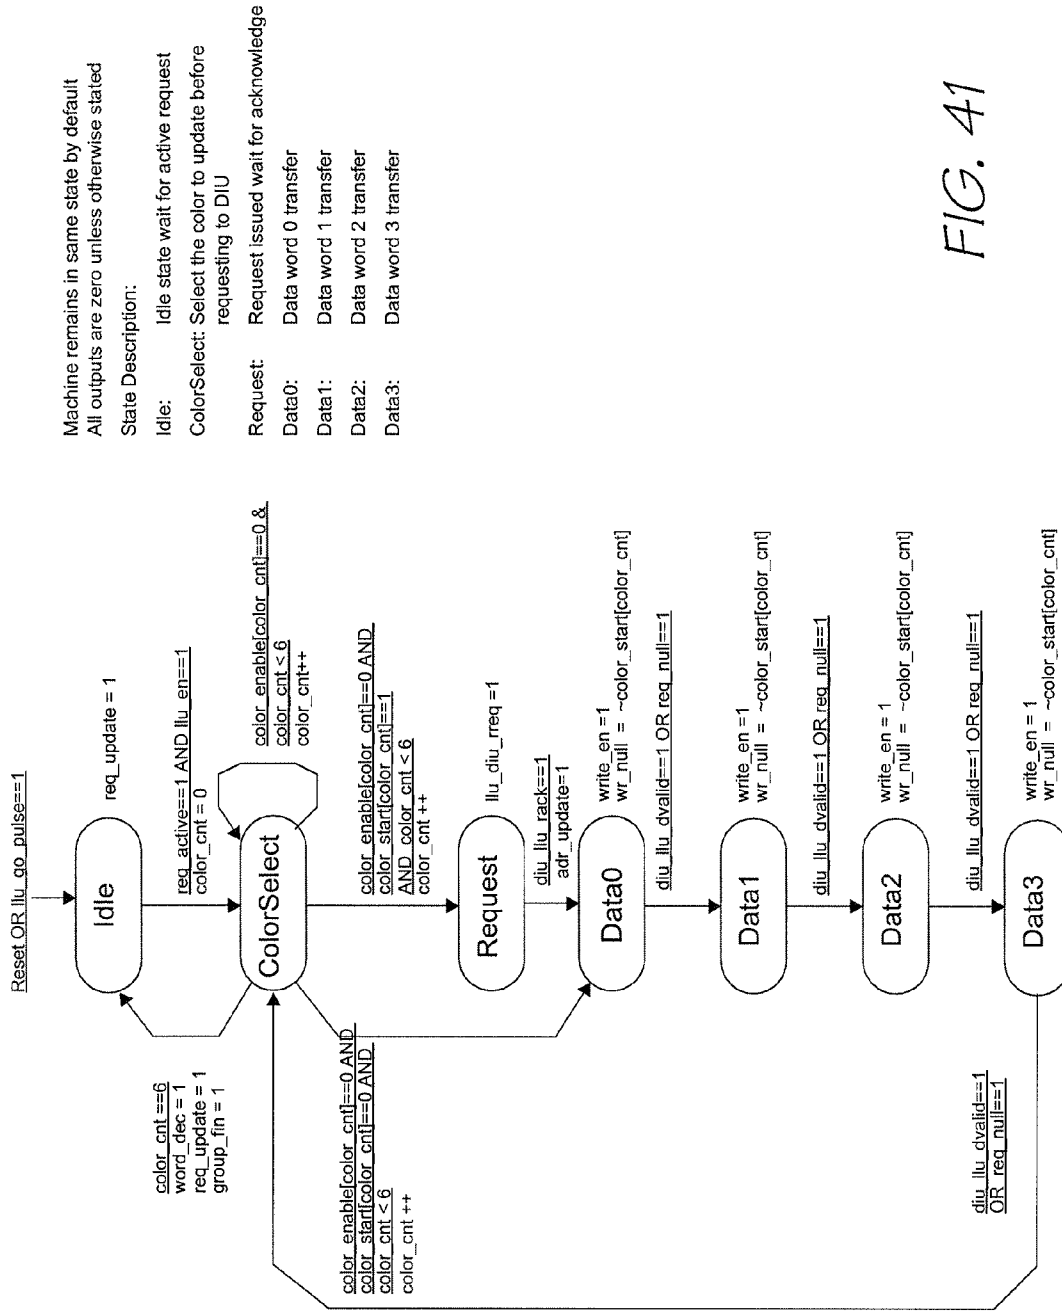 Reset OR llu_go_pulse==1
Idle
req_update = 1
req_active==1 AND llu_en==1
color_cnt = 0
color_cnt ==6
word_dec = 1
req_update = 1
group_fin = 1
ColorSelect
color_enable[color_cnt]==0 &
color_cnt < 6
color_cnt++
color_enable[color_cnt]==0 AND
color_start[color_cnt]==1
AND color_cnt < 6
color_cnt ++
color_enable[color_cnt]==0 AND
color_start[color_cnt]==0 AND
color_cnt < 6
color_cnt ++
Request
llu_diu_rreq =1
diu_llu_rack==1
adr_update=1
Data0
write_en =1
wr_null = ~color_start[color_cnt]
diu_llu_dvalid==1 OR req_null==1
Data1
write_en =1
wr_null = ~color_start[color_cnt]
diu_llu_dvalid==1 OR req_null==1
Data2
write_en = 1
wr_null = ~color_start[color_cnt]
diu_llu_dvalid==1 OR req_null==1
Data3
write_en = 1
wr_null = ~color_start[color_cnt]
diu_llu_dvalid==1
OR req_null==1
Machine remains in same state by default
All outputs are zero unless otherwise stated
State Description:
Idle: Idle state wait for active request
ColorSelect: Select the color to update before
requesting to DIU
Request: Request issued wait for acknowledge
Data0: Data word 0 transfer
Data1: Data word 1 transfer
Data2: Data word 2 transfer
Data3: Data word 3 transfer
FIG. 41